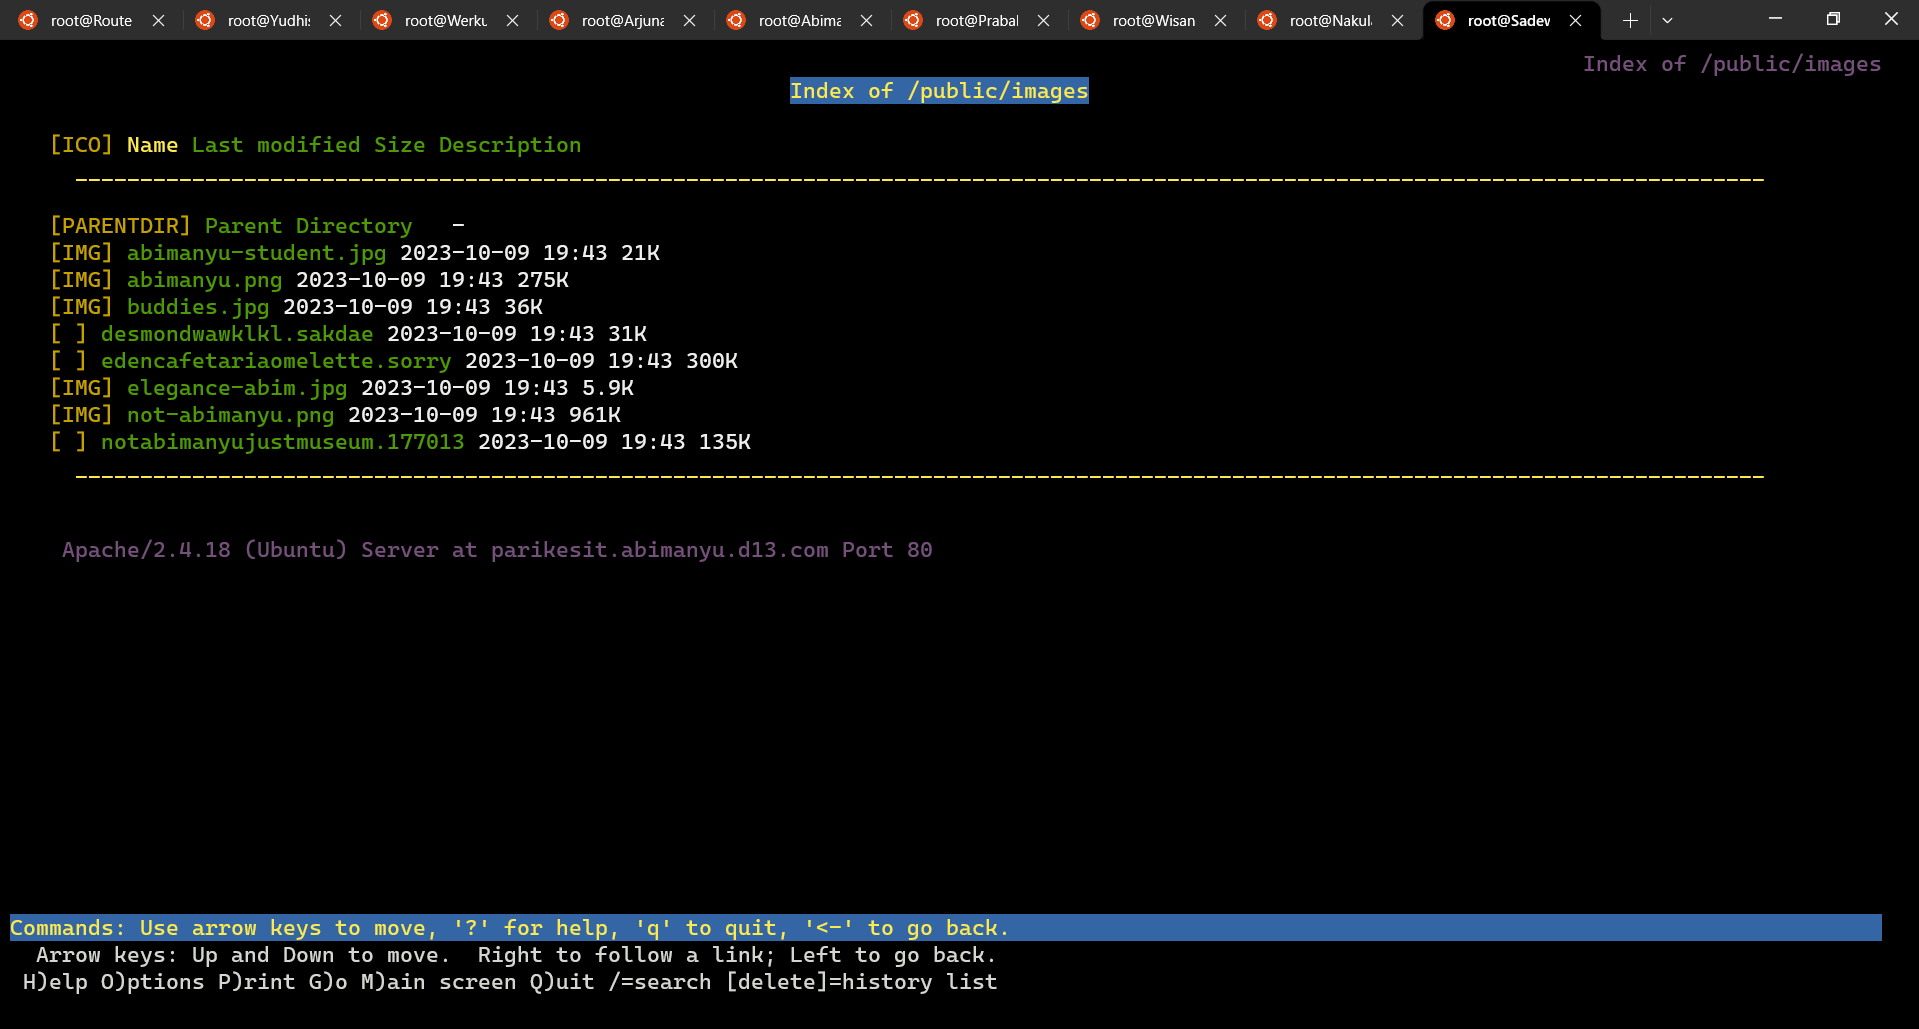 root@Route root@Yudhis root@Werku root@Arjuna root@Abima root@Prabal root@Wisan root@Nakula root@Sadew
Index of /public/images
Index of /public/images
[ICO] Name Last modified Size Description
[PARENTDIR] Parent Directory   -
[IMG] abimanyu-student.jpg 2023-10-09 19:43 21K
[IMG] abimanyu.png 2023-10-09 19:43 275K
[IMG] buddies.jpg 2023-10-09 19:43 36K
[ ] desmondwawklkl.sakdae 2023-10-09 19:43 31K
[ ] edencafetariaomelette.sorry 2023-10-09 19:43 300K
[IMG] elegance-abim.jpg 2023-10-09 19:43 5.9K
[IMG] not-abimanyu.png 2023-10-09 19:43 961K
[ ] notabimanyujustmuseum.177013 2023-10-09 19:43 135K
Apache/2.4.18 (Ubuntu) Server at parikesit.abimanyu.d13.com Port 80
Commands: Use arrow keys to move, '?' for help, 'q' to quit, '<-' to go back.
Arrow keys: Up and Down to move.  Right to follow a link; Left to go back.
H)elp O)ptions P)rint G)o M)ain screen Q)uit /=search [delete]=history list